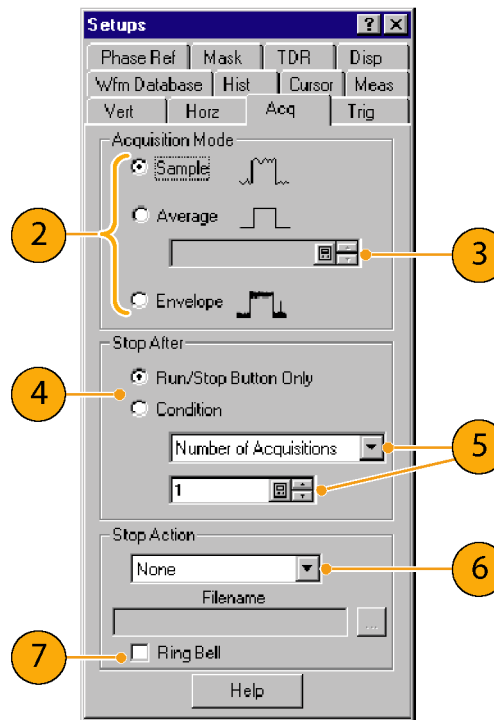 Setups ? ×
Phase Ref Mask TDR Disp
Wfm Database Hist Cursor Meas
Vert Horz Acq Trig
Acquisition Mode
Sample
2
Average
3
Envelope
Stop After
Run/Stop Button Only
4
Condition
Number of Acquisitions
5
1
Stop Action
None
6
Filename
...
7
Ring Bell
Help